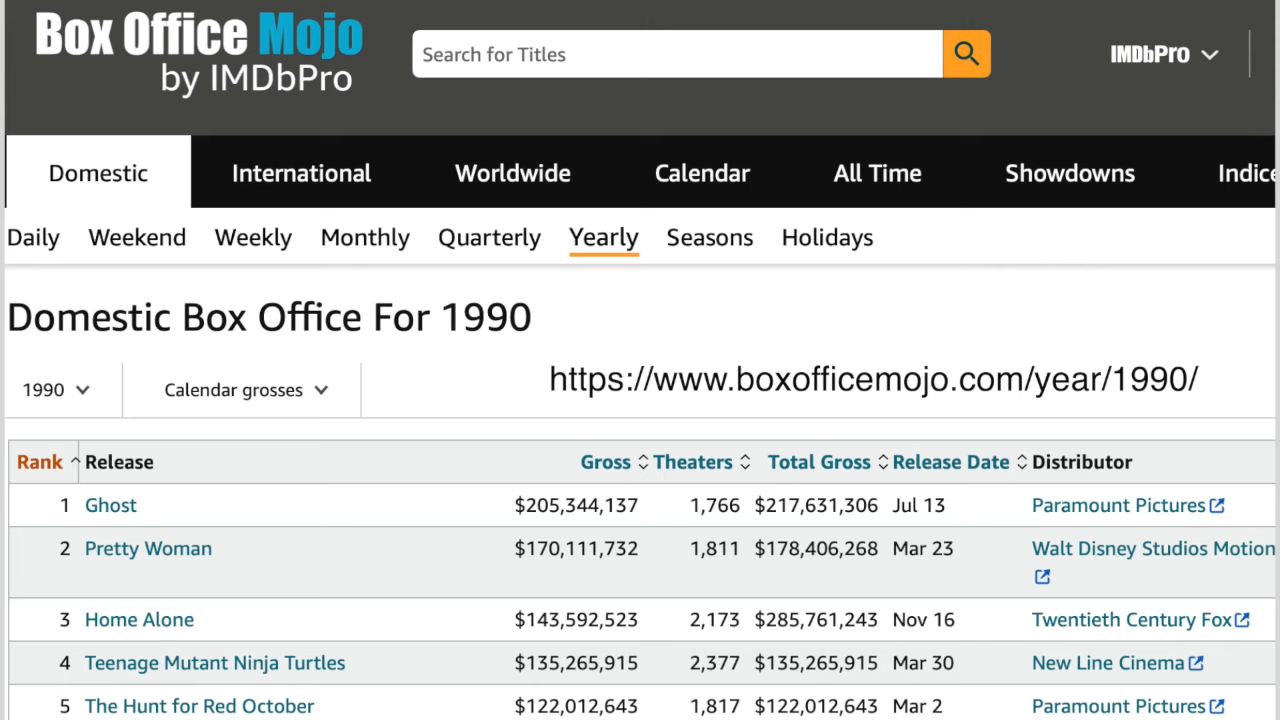 Box Office Mojo
by IMDbPro
Search for Titles
IMDbPro
Domestic International Worldwide Calendar All Time Showdowns
Daily Weekend Weekly Monthly Quarterly Yearly Seasons Holidays
Domestic Box Office For 1990
1990 Calendar grosses https://www.boxofficemojo.com/year/1990/
Rank Release Gross Theaters Total Gross Release Date Distributor
1 Ghost $205,344,137 1,766 $217,631,306 Jul 13 Paramount Pictures
2 Pretty Woman $170,111,732 1,811 $178,406,268 Mar 23 Walt Disney Studios Motion
3 Home Alone $143,592,523 2,173 $285,761,243 Nov 16 Twentieth Century Fox
4 Teenage Mutant Ninja Turtles $135,265,915 2,377 $135,265,915 Mar 30 New Line Cinema
5 The Hunt for Red October $122,012,643 1,817 $122,012,643 Mar 2 Paramount Pictures